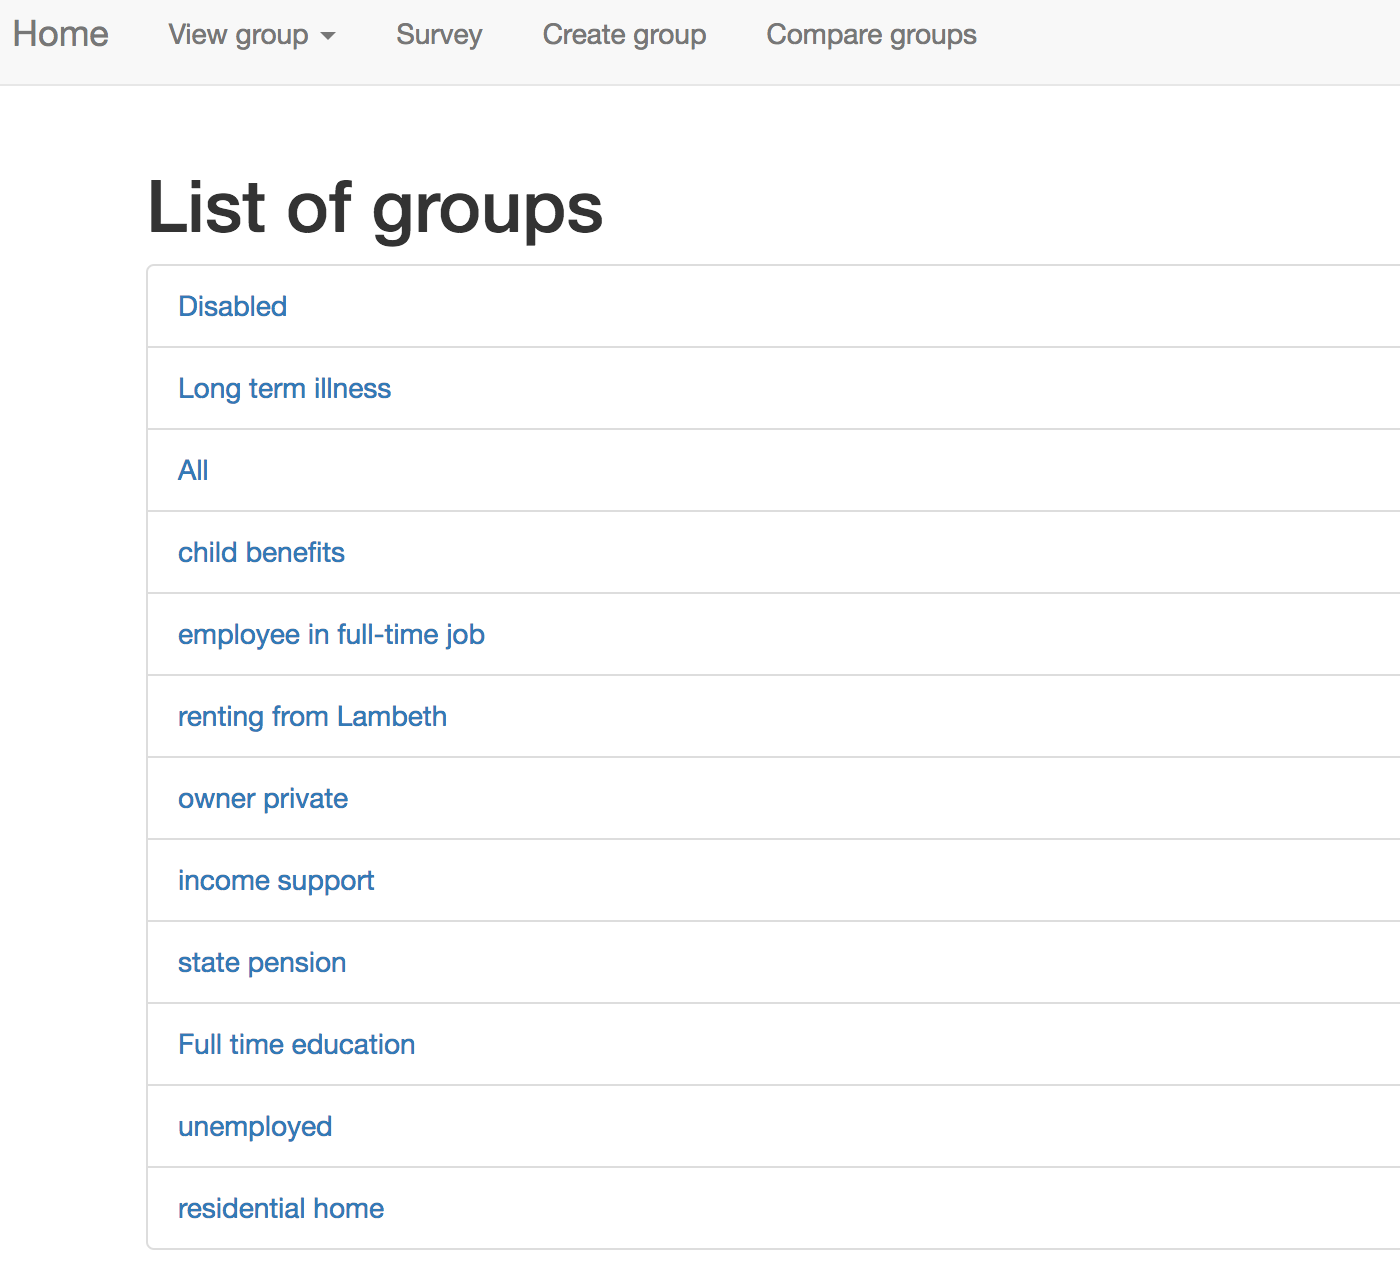 Home View group Survey Create group Compare groups
List of groups
Disabled
Long term illness
All
child benefits
employee in full-time job
renting from Lambeth
owner private
income support
state pension
Full time education
unemployed
residential home